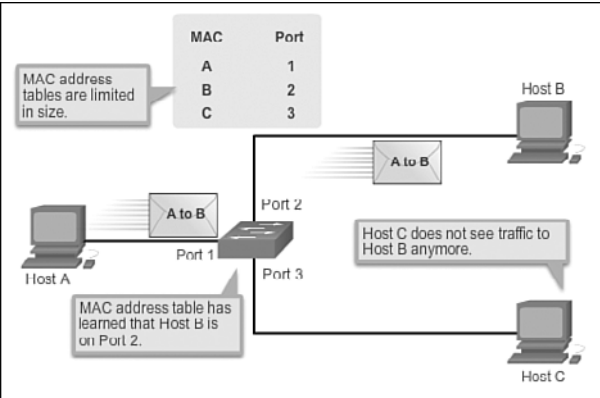 MAC Port
A 1
B 2
C 3
MAC address
tables are limited
in size.
Host B
A to B
A to B
Port 2
Port 1
Host A
Host C does not see traffic to
Host B anymore.
Port 3
MAC address table has
learned that Host B is
on Port 2.
Host C